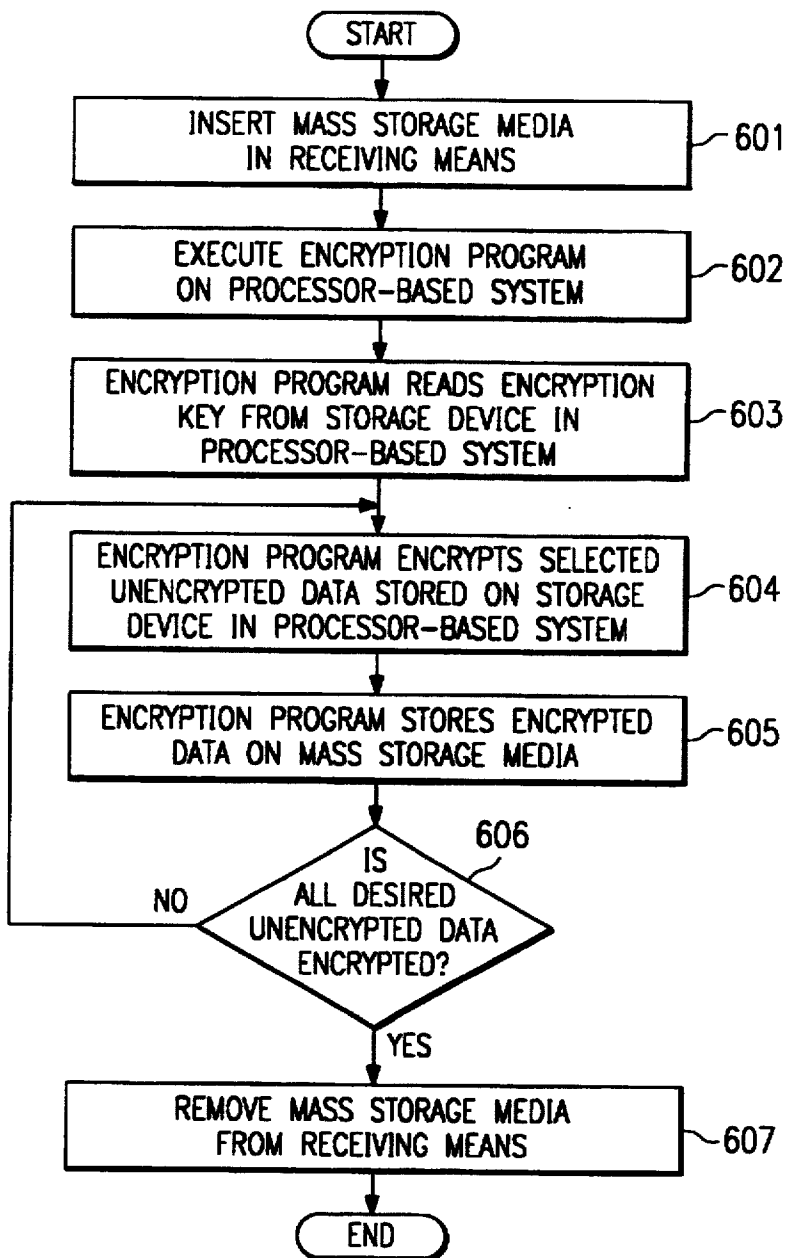 START
INSERT MASS STORAGE MEDIA
IN RECEIVING MEANS
601
EXECUTE ENCRYPTION PROGRAM
ON PROCESSOR-BASED SYSTEM
602
ENCRYPTION PROGRAM READS ENCRYPTION
KEY FROM STORAGE DEVICE IN
PROCESSOR-BASED SYSTEM
603
ENCRYPTION PROGRAM ENCRYPTS SELECTED
UNENCRYPTED DATA STORED ON STORAGE
DEVICE IN PROCESSOR-BASED SYSTEM
604
ENCRYPTION PROGRAM STORES ENCRYPTED
DATA ON MASS STORAGE MEDIA
605
606
IS
ALL DESIRED
UNENCRYPTED DATA
ENCRYPTED?
NO
YES
REMOVE MASS STORAGE MEDIA
FROM RECEIVING MEANS
607
END